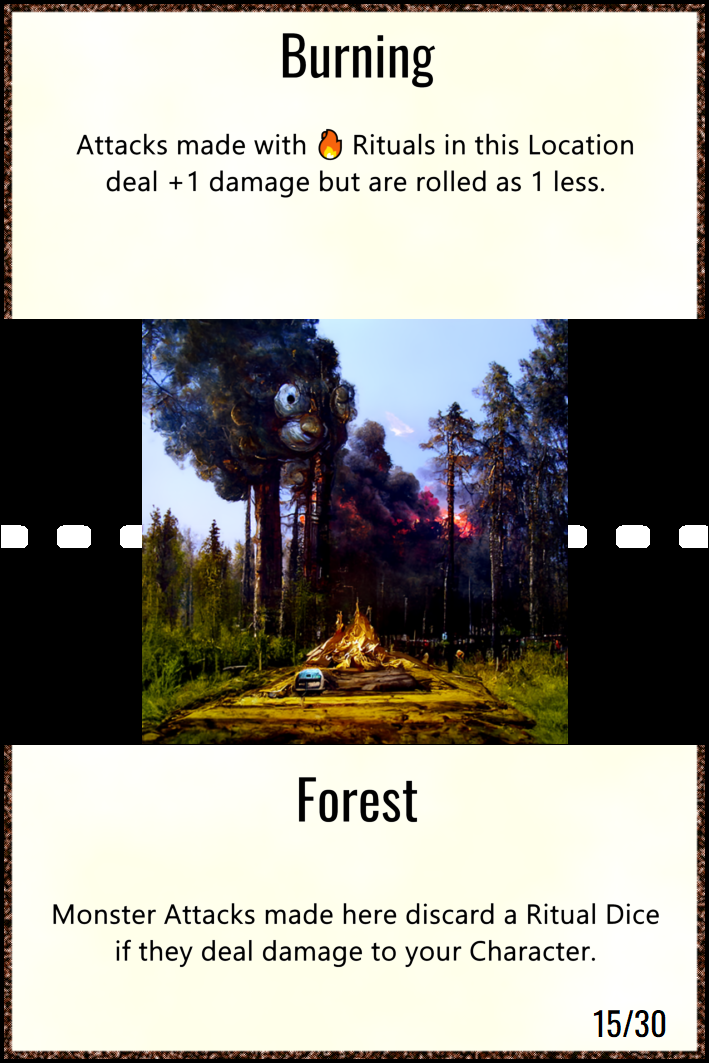 Burning
Attacks made with 🔥 Rituals in this Location
deal +1 damage but are rolled as 1 less.
Forest
Monster Attacks made here discard a Ritual Dice
if they deal damage to your Character.
15/30